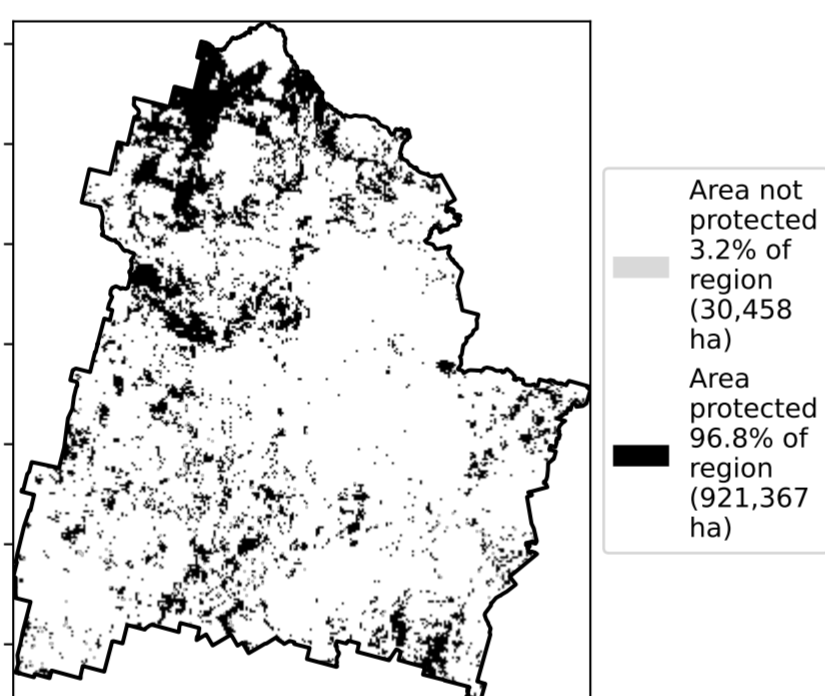 Area not
protected
3.2% of
region
(30,458
ha)
Area
protected
96.8% of
region
(921,367
ha)